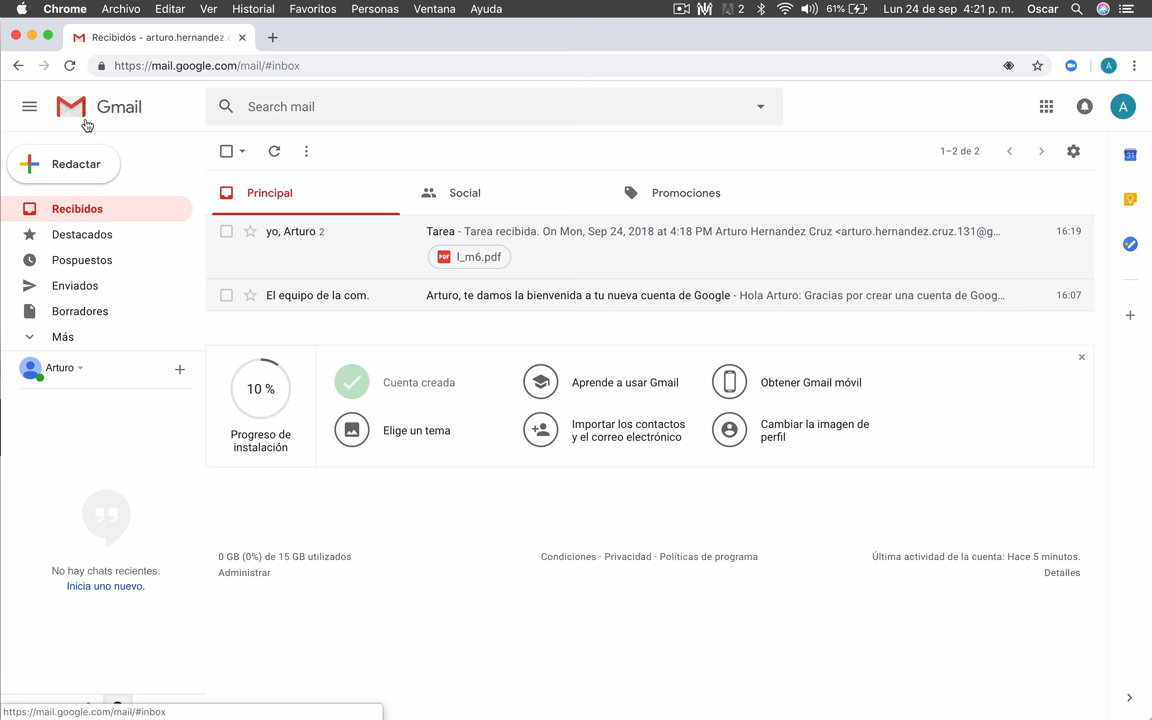 Chrome Archivo Editar Ver Historial Favoritos Personas Ventana Ayuda 2 61% Lun 24 de sep 4:21 p. m. Oscar
Recibidos - arturo.hernandez.c
https://mail.google.com/mail/#inbox A
Gmail Search mail A
Redactar 1–2 de 2
Principal Social Promociones
Recibidos
Destacados
Pospuestos
Enviados
Borradores
Más
Arturo
yo, Arturo 2 Tarea - Tarea recibida. On Mon, Sep 24, 2018 at 4:18 PM Arturo Hernandez Cruz <arturo.hernandez.cruz.131@g... 16:19
PDF l_m6.pdf
El equipo de la com. Arturo, te damos la bienvenida a tu nueva cuenta de Google - Hola Arturo: Gracias por crear una cuenta de Goog... 16:07
31
10 %
Progreso de
instalación
Cuenta creada
Aprende a usar Gmail
Obtener Gmail móvil
Elige un tema
Importar los contactos
y el correo electrónico
Cambiar la imagen de
perfil
No hay chats recientes.
Inicia uno nuevo.
0 GB (0%) de 15 GB utilizados
Administrar
Condiciones · Privacidad · Políticas de programa
Última actividad de la cuenta: Hace 5 minutos.
Detalles
https://mail.google.com/mail/#inbox